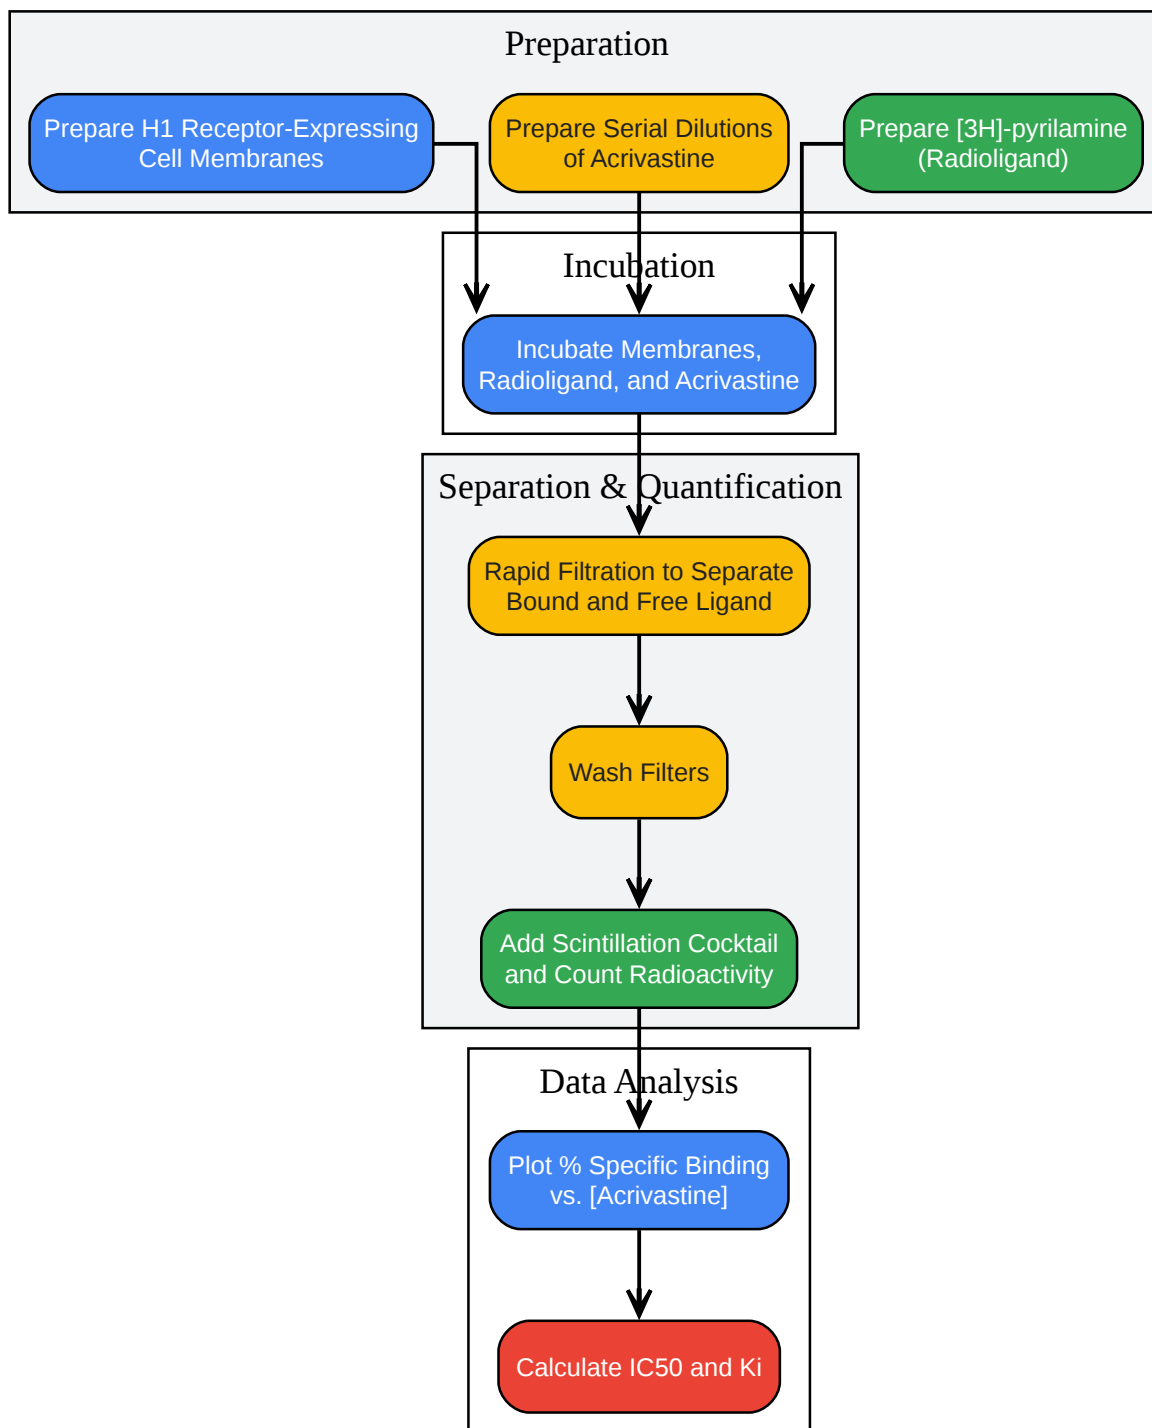 Preparation
Prepare H1 Receptor-Expressing
Cell Membranes
Prepare Serial Dilutions
of Acrivastine
Prepare [3H]-pyrilamine
(Radioligand)
Incubation
Incubate Membranes,
Radioligand, and Acrivastine
Separation & Quantification
Rapid Filtration to Separate
Bound and Free Ligand
Wash Filters
Add Scintillation Cocktail
and Count Radioactivity
Data Analysis
Plot % Specific Binding
vs. [Acrivastine]
Calculate IC50 and Ki